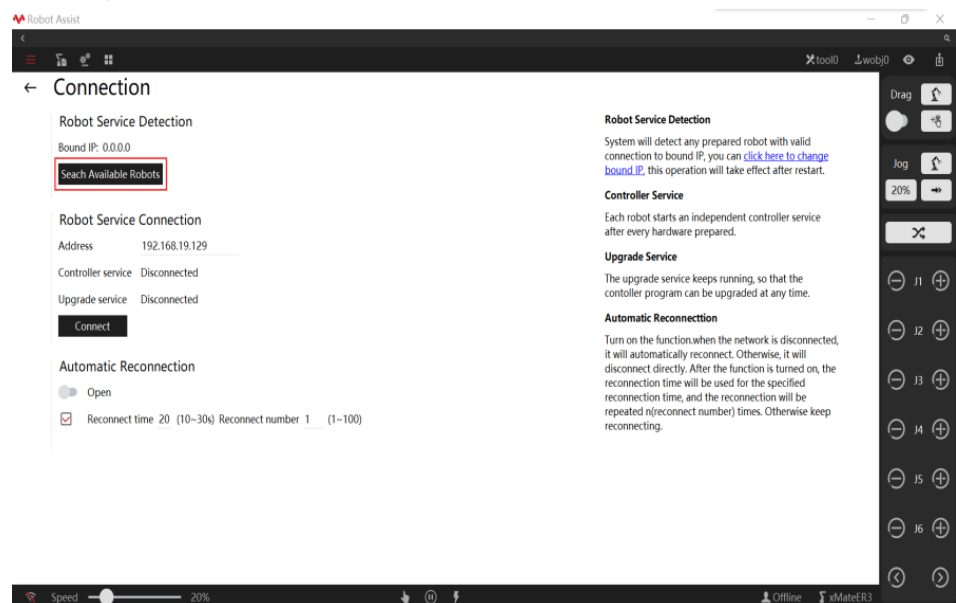 Robot Assist
tool0 wobj0
Connection
Robot Service Detection
Bound IP: 0.0.0.0
Seach Available Robots
Robot Service Connection
Address 192.168.19.129
Controller service Disconnected
Upgrade service Disconnected
Connect
Automatic Reconnection
Open
Reconnect time 20 (10~30s) Reconnect number 1 (1~100)
Robot Service Detection
System will detect any prepared robot with valid
connection to bound IP, you can click here to change
bound IP, this operation will take effect after restart.
Controller Service
Each robot starts an independent controller service
after every hardware prepared.
Upgrade Service
The upgrade service keeps running, so that the
contoller program can be upgraded at any time.
Automatic Reconnecttion
Turn on the function.when the network is disconnected,
it will automatically reconnect. Otherwise, it will
disconnect directly. After the function is turned on, the
reconnection time will be used for the specified
reconnection time, and the reconnection will be
repeated n(reconnect number) times. Otherwise keep
reconnecting.
Drag
Jog
20%
J1
J2
J3
J4
J5
J6
Speed 20%
Offline xMateER3